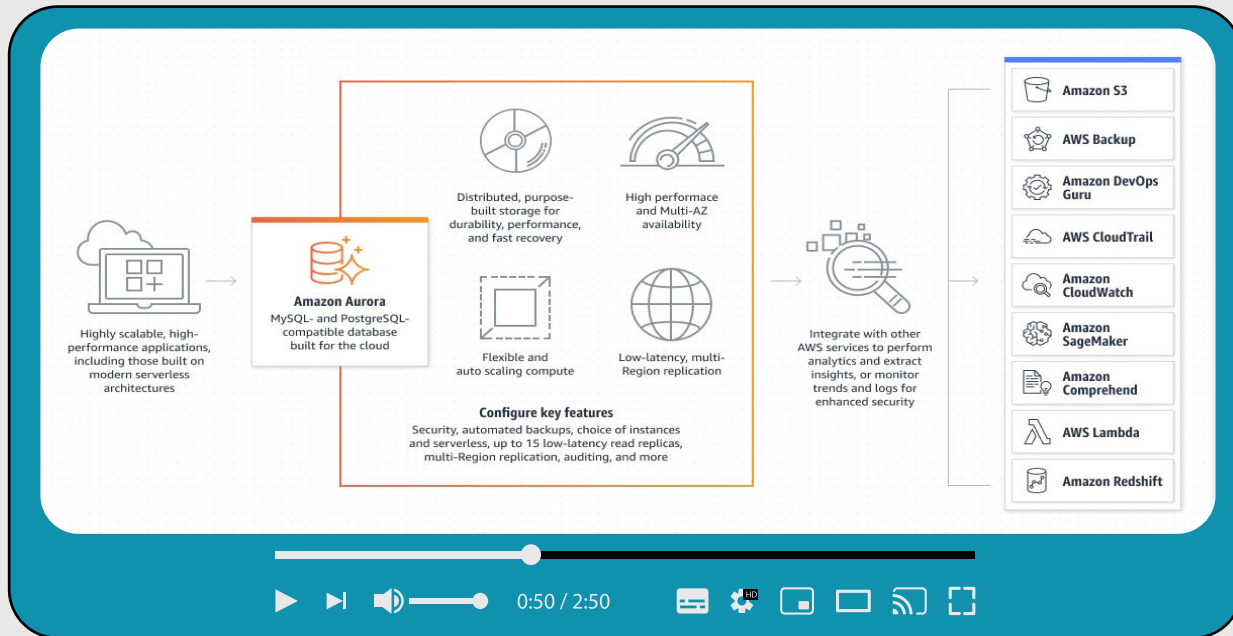 Highly scalable, high-
performance applications,
including those built on
modern serverless
architectures
Amazon Aurora
MySQL- and PostgreSQL-
compatible database
built for the cloud
Distributed, purpose-
built storage for
durability, performance,
and fast recovery
High performace
and Multi-AZ
availability
Flexible and
auto scaling compute
Low-latency, multi-
Region replication
Configure key features
Security, automated backups, choice of instances
and serverless, up to 15 low-latency read replicas,
multi-Region replication, auditing, and more
Integrate with other
AWS services to perform
analytics and extract
insights, or monitor
trends and logs for
enhanced security
Amazon S3
AWS Backup
Amazon DevOps
Guru
AWS CloudTrail
Amazon
CloudWatch
Amazon
SageMaker
Amazon
Comprehend
AWS Lambda
Amazon Redshift
0:50 / 2:50
HD